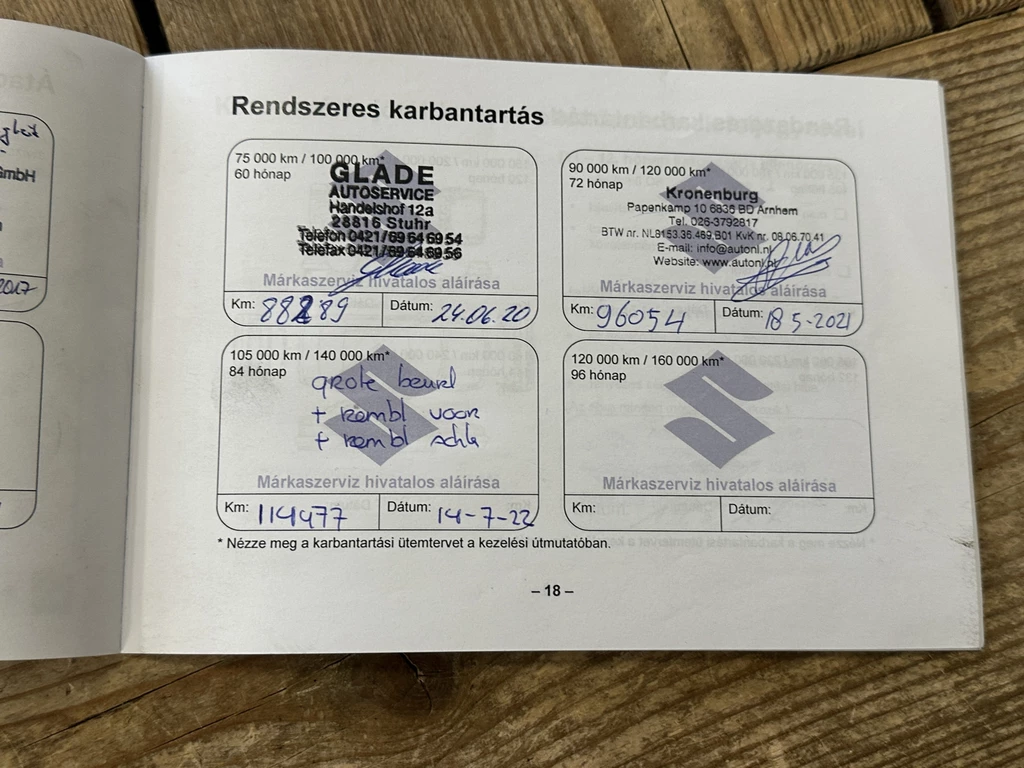 Rendszeres karbantartás
75 000 km / 100 000 km*
60 hónap
GLADE
AUTOSERVICE
Handelshof 12a
28816 Stuhr
Telefon 0421/69 64 69 54
Telefax 0421/69 64 69 56
Márkaszerviz hivatalos aláírása
Km: 88289
Dátum: 24.06.20
90 000 km / 120 000 km*
72 hónap
Kronenburg
Papenkamp 10 6836 BD Arnhem
Tel. 026-3792817
BTW nr. NL8153.36.469.B01 KvK nr. 08.06.70.41
E-mail: info@autonl.nl
Website: www.autonl.nl
Márkaszerviz hivatalos aláírása
Km: 96054
Dátum: 18 5-2021
105 000 km / 140 000 km*
84 hónap
grote beurt
+ rembl voor
+ rembl achter
Márkaszerviz hivatalos aláírása
Km: 114477
Dátum: 14-7-22
120 000 km / 160 000 km*
96 hónap
Márkaszerviz hivatalos aláírása
Km:
Dátum:
* Nézze meg a karbantartási ütemtervet a kezelési útmutatóban.
– 18 –
GmbH
2017